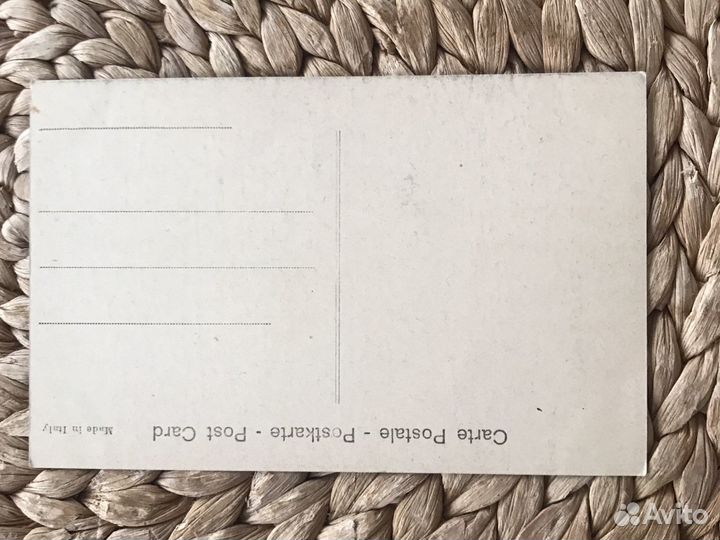 Carte Postale - Postkarte - Post Card
Made in Italy
Avito